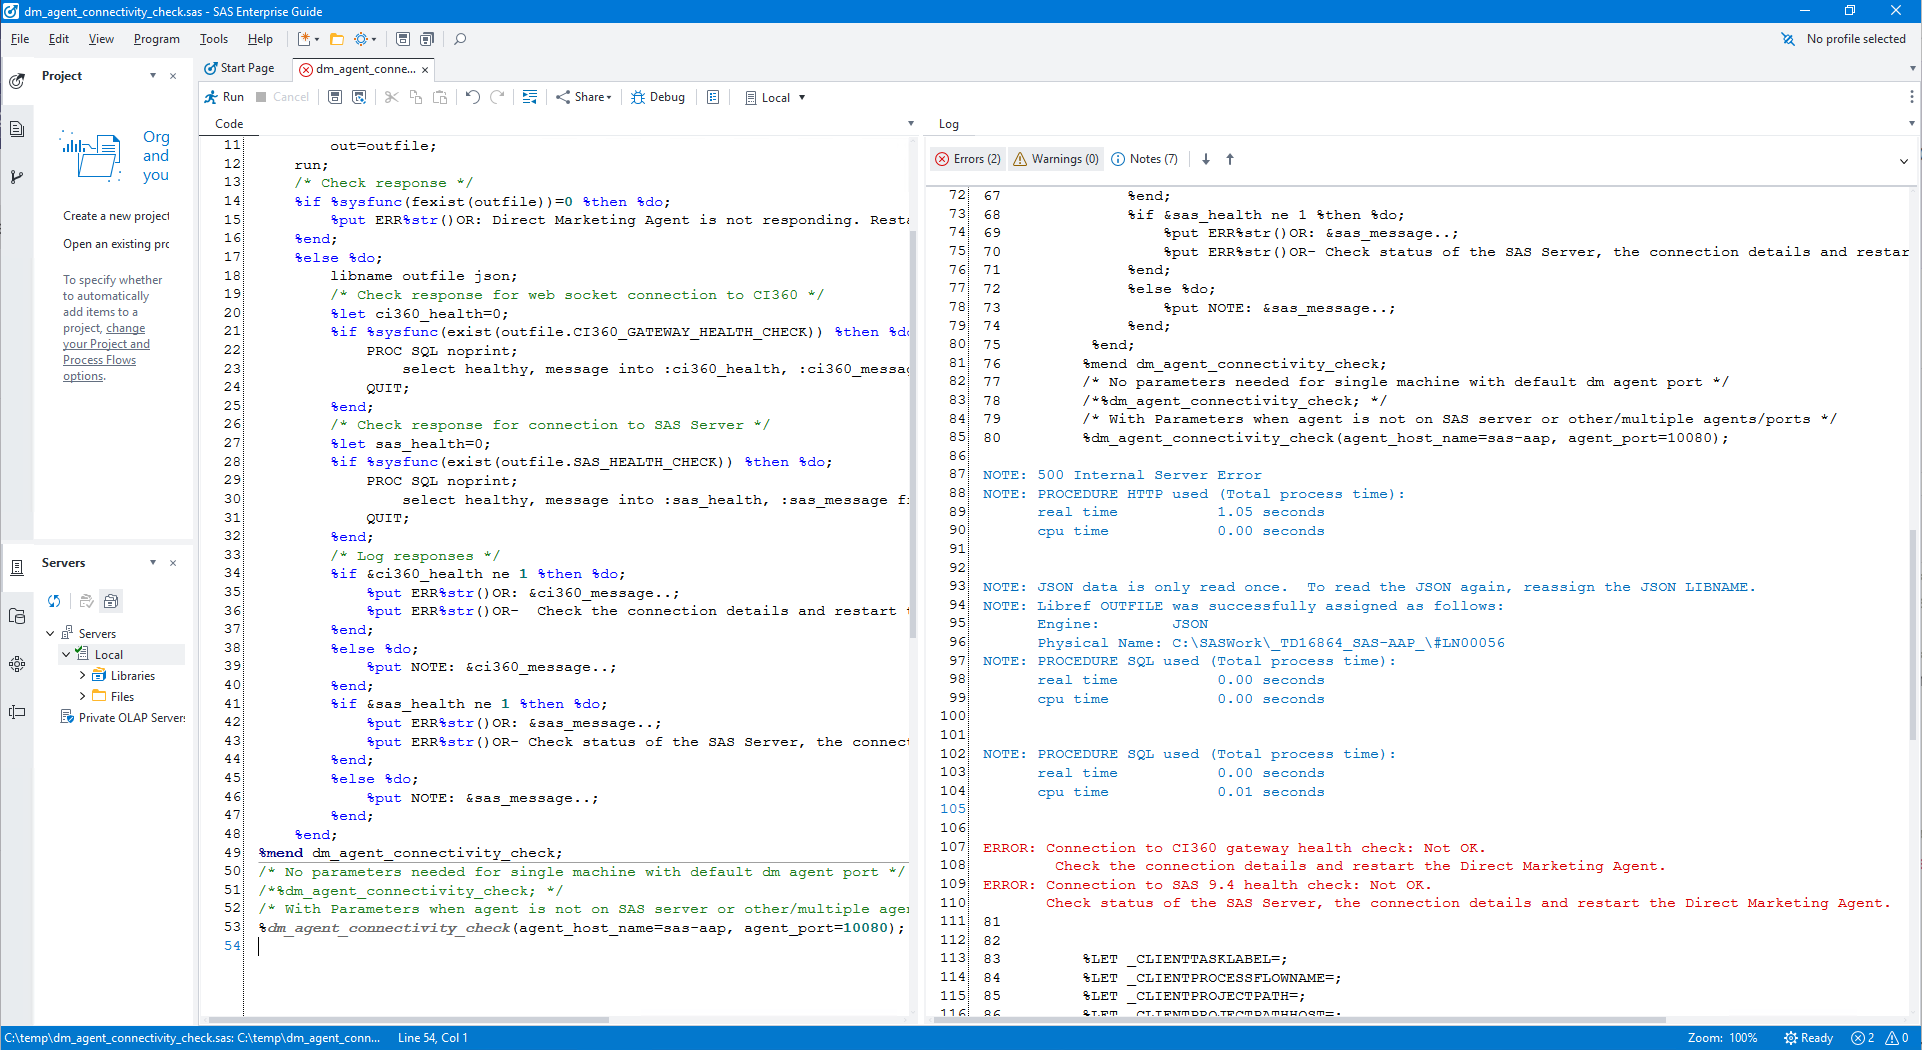 dm_agent_connectivity_check.sas - SAS Enterprise Guide
File Edit View Program Tools Help
No profile selected
Project
Org
and
you
Create a new project
Open an existing pro
To specify whether
to automatically
add items to a
project, change
your Project and
Process Flows
options.
Servers
Servers
Local
Libraries
Files
Private OLAP Servers
Start Page dm_agent_conne...
Run Cancel Share Debug Local
Code
11 out=outfile;
12 run;
13 /* Check response */
14 %if %sysfunc(fexist(outfile))=0 %then %do;
15 %put ERR%str()OR: Direct Marketing Agent is not responding. Resta
16 %end;
17 %else %do;
18 libname outfile json;
19 /* Check response for web socket connection to CI360 */
20 %let ci360_health=0;
21 %if %sysfunc(exist(outfile.CI360_GATEWAY_HEALTH_CHECK)) %then %do
22 PROC SQL noprint;
23 select healthy, message into :ci360_health, :ci360_messag
24 QUIT;
25 %end;
26 /* Check response for connection to SAS Server */
27 %let sas_health=0;
28 %if %sysfunc(exist(outfile.SAS_HEALTH_CHECK)) %then %do;
29 PROC SQL noprint;
30 select healthy, message into :sas_health, :sas_message f
31 QUIT;
32 %end;
33 /* Log responses */
34 %if &ci360_health ne 1 %then %do;
35 %put ERR%str()OR: &ci360_message..;
36 %put ERR%str()OR-  Check the connection details and restart t
37 %end;
38 %else %do;
39 %put NOTE: &ci360_message..;
40 %end;
41 %if &sas_health ne 1 %then %do;
42 %put ERR%str()OR: &sas_message..;
43 %put ERR%str()OR- Check status of the SAS Server, the connect
44 %end;
45 %else %do;
46 %put NOTE: &sas_message..;
47 %end;
48 %end;
49 %mend dm_agent_connectivity_check;
50 /* No parameters needed for single machine with default dm agent port */
51 /*%dm_agent_connectivity_check; */
52 /* With Parameters when agent is not on SAS server or other/multiple agen
53 %dm_agent_connectivity_check(agent_host_name=sas-aap, agent_port=10080);
54
Log
Errors (2) Warnings (0) Notes (7)
72 67 %end;
73 68 %if &sas_health ne 1 %then %do;
74 69 %put ERR%str()OR: &sas_message..;
75 70 %put ERR%str()OR- Check status of the SAS Server, the connection details and restar
76 71 %end;
77 72 %else %do;
78 73 %put NOTE: &sas_message..;
79 74 %end;
80 75 %end;
81 76 %mend dm_agent_connectivity_check;
82 77 /* No parameters needed for single machine with default dm agent port */
83 78 /*%dm_agent_connectivity_check; */
84 79 /* With Parameters when agent is not on SAS server or other/multiple agents/ports */
85 80 %dm_agent_connectivity_check(agent_host_name=sas-aap, agent_port=10080);
86
87 NOTE: 500 Internal Server Error
88 NOTE: PROCEDURE HTTP used (Total process time):
89 real time 1.05 seconds
90 cpu time 0.00 seconds
91
92
93 NOTE: JSON data is only read once.  To read the JSON again, reassign the JSON LIBNAME.
94 NOTE: Libref OUTFILE was successfully assigned as follows:
95 Engine: JSON
96 Physical Name: C:\SASWork\_TD16864_SAS-AAP_\#LN00056
97 NOTE: PROCEDURE SQL used (Total process time):
98 real time 0.00 seconds
99 cpu time 0.00 seconds
100
101
102 NOTE: PROCEDURE SQL used (Total process time):
103 real time 0.00 seconds
104 cpu time 0.01 seconds
105
106
107 ERROR: Connection to CI360 gateway health check: Not OK.
108 Check the connection details and restart the Direct Marketing Agent.
109 ERROR: Connection to SAS 9.4 health check: Not OK.
110 Check status of the SAS Server, the connection details and restart the Direct Marketing Agent.
111 81
112 82
113 83 %LET _CLIENTTASKLABEL=;
114 84 %LET _CLIENTPROCESSFLOWNAME=;
115 85 %LET _CLIENTPROJECTPATH=;
116 86 %LET _CLIENTPROJECTPATHHOST=;
C:\temp\dm_agent_connectivity_check.sas: C:\temp\dm_agent_conn... Line 54, Col 1 Zoom: 100% Ready 2 0